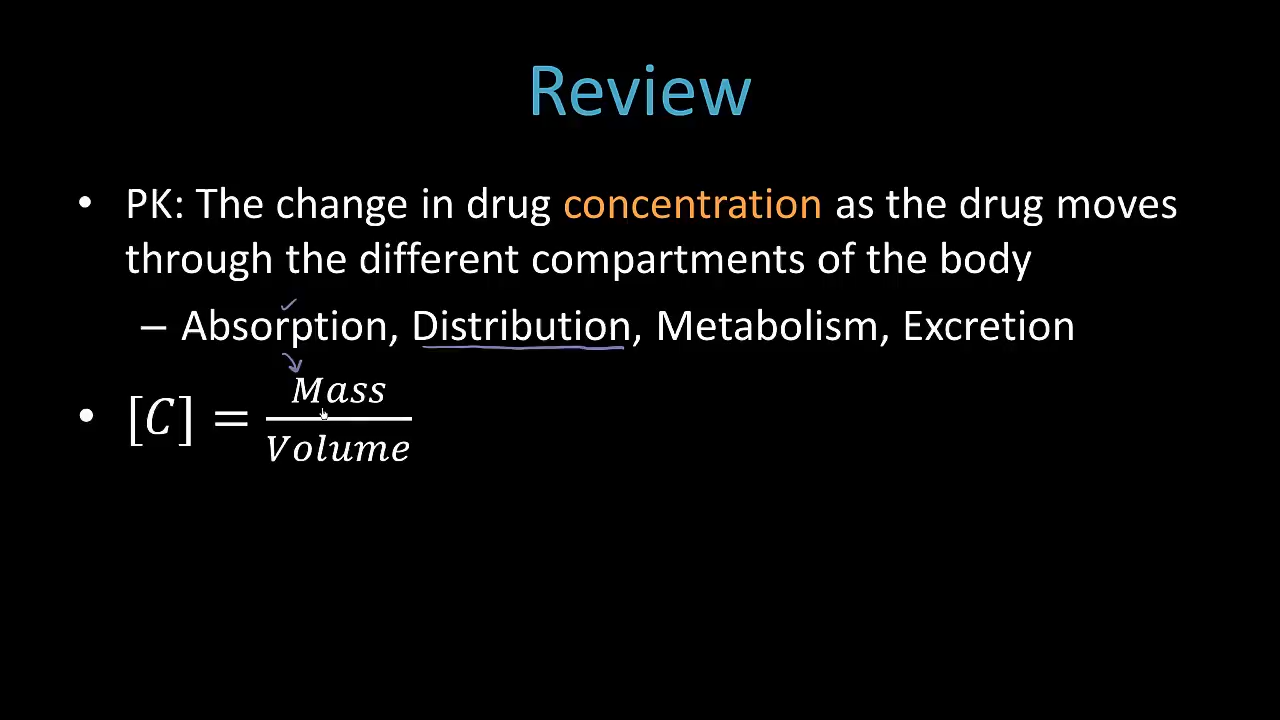 Review
• PK: The change in drug concentration as the drug moves
through the different compartments of the body
– Absorption, Distribution, Metabolism, Excretion
• [C] = Mass
Volume